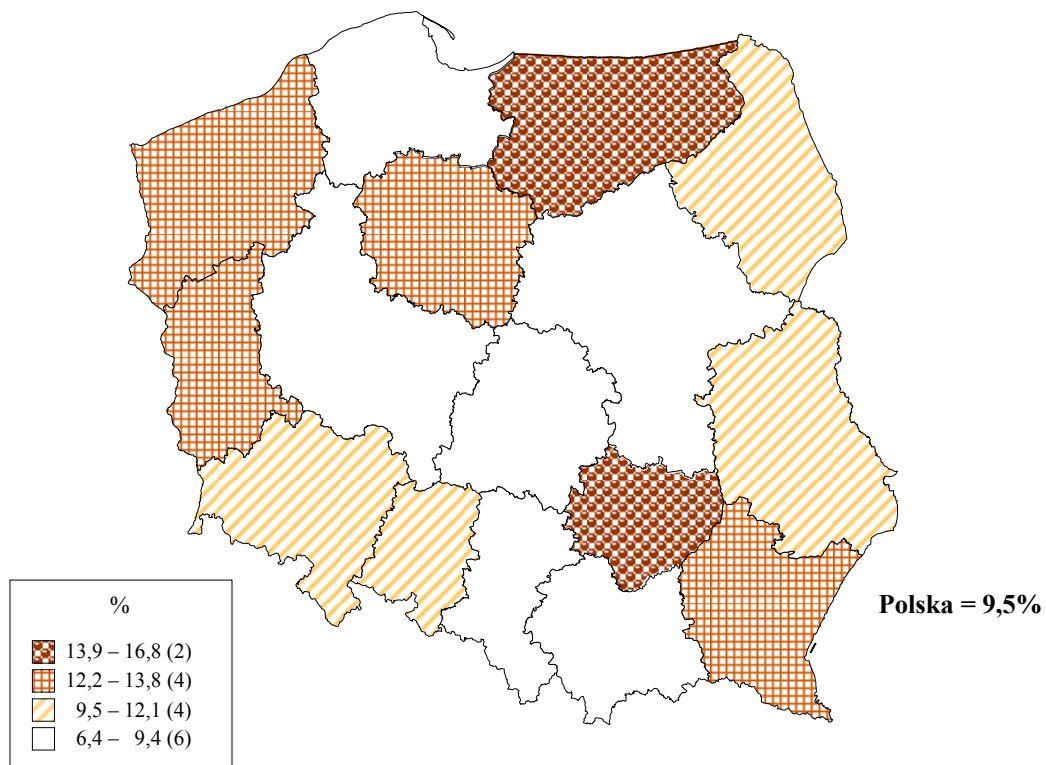 %
13,9 – 16,8 (2)
12,2 – 13,8 (4)
9,5 – 12,1 (4)
6,4 – 9,4 (6)
Polska = 9,5%